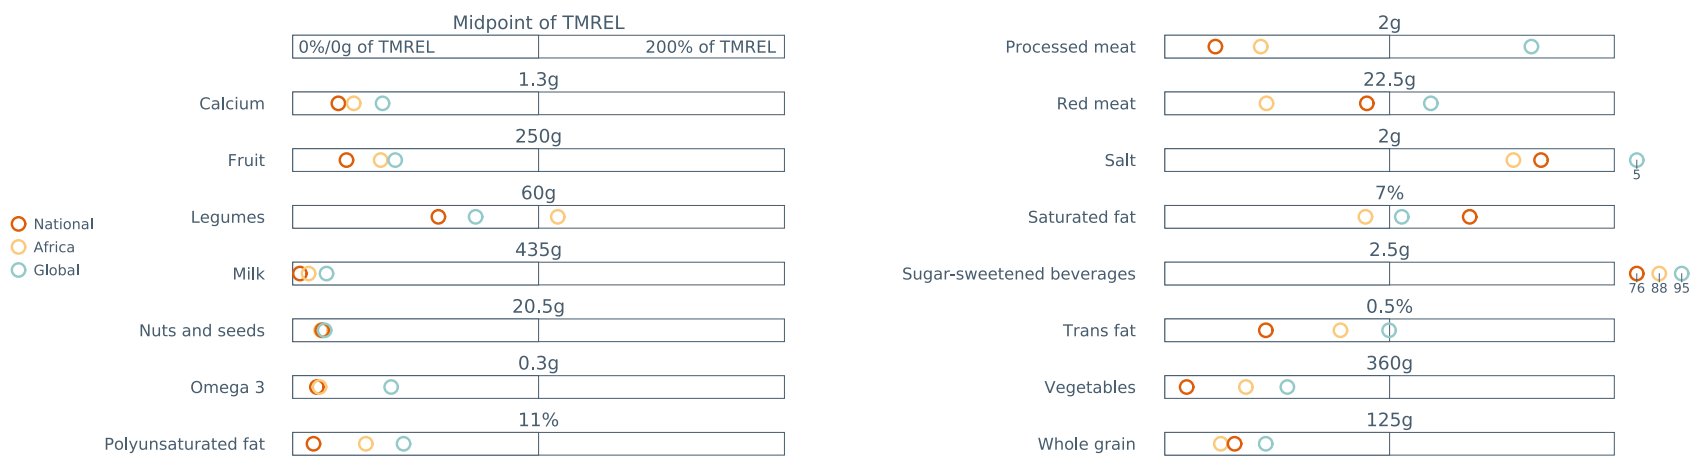 Midpoint of TMREL
0%/0g of TMREL 200% of TMREL
1.3g
Calcium
250g
Fruit
60g
Legumes
435g
Milk
20.5g
Nuts and seeds
0.3g
Omega 3
11%
Polyunsaturated fat
National
Africa
Global
2g
Processed meat
22.5g
Red meat
2g
Salt
5
7%
Saturated fat
2.5g
Sugar-sweetened beverages
76 88 95
0.5%
Trans fat
360g
Vegetables
125g
Whole grain